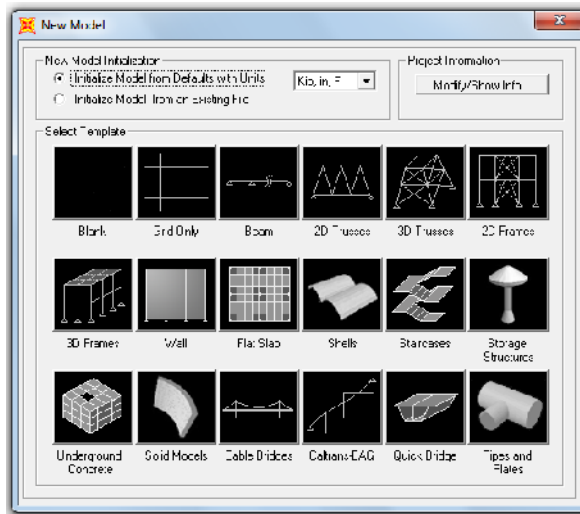 New Model
New Model Initialization
Project Information
Initialize Model from Defaults with Units
Kip, in, F
Modify/Show Info
Initialize Model from an Existing File
Select Template
Blank
Grid Only
Beam
2D Trusses
3D Trusses
2D Frames
3D Frames
Wall
Flat Slab
Shells
Staircases
Storage
Structures
Underground
Concrete
Solid Models
Cable Bridges
Caltrans-BAG
Quick Bridge
Pipes and
Plates